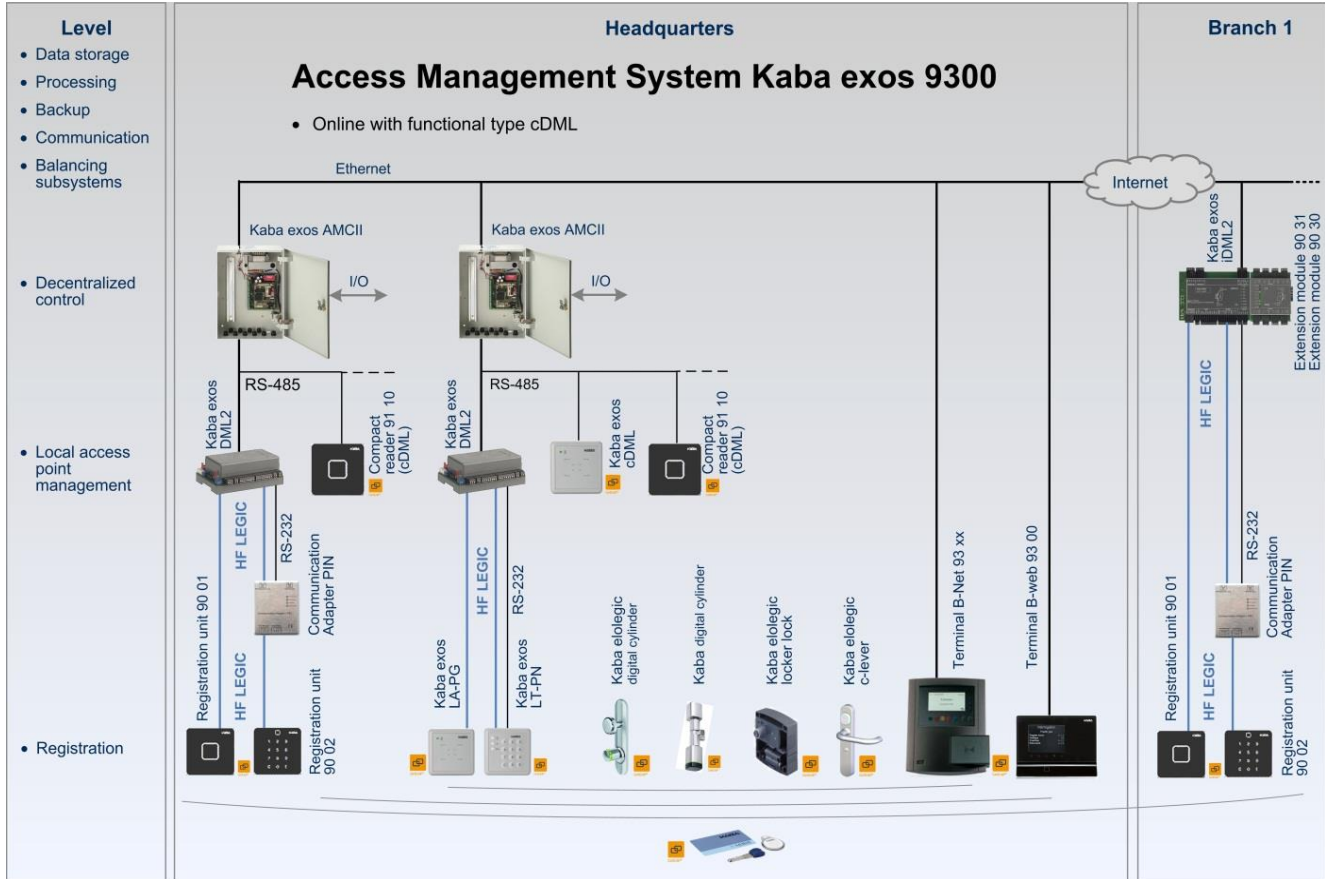 Level
• Data storage
• Processing
• Backup
• Communication
• Balancing
subsystems
• Decentralized
control
• Local access
point
management
• Registration
Headquarters
Access Management System Kaba exos 9300
• Online with functional type cDML
Ethernet
Kaba exos AMCII
I/O
RS-485
Kaba exos
DML2
Compact
reader 91 10
(cDML)
HF LEGIC
RS-232
Communication
Adapter PIN
Registration unit 90 01
HF LEGIC
Registration unit
90 02
Kaba exos AMCII
I/O
RS-485
Kaba exos
DML2
Kaba exos
cDML
Compact
reader 91 10
(cDML)
HF LEGIC
RS-232
Kaba exos
LA-PG
Kaba exos
LT-PN
Kaba elolegic
digital cylinder
Kaba digital cylinder
Kaba elolegic
locker lock
Kaba elolegic
c-lever
Terminal B-Net 93 xx
Terminal B-web 93 00
Internet
Branch 1
Kaba exos
iDML2
Extension module 90 31
Extension module 90 30
HF LEGIC
RS-232
Communication
Adapter PIN
Registration unit 90 01
HF LEGIC
Registration unit
90 02